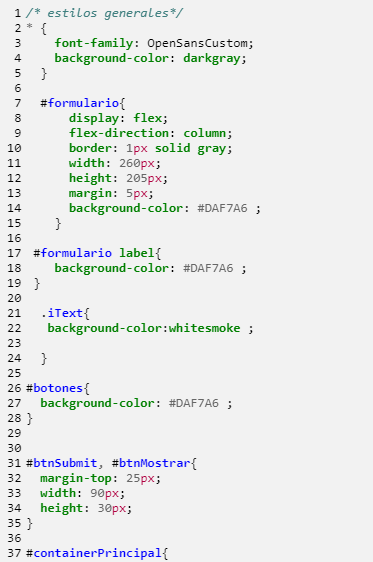 1 /* estilos generales*/
2 * {
3 font-family: OpenSansCustom;
4 background-color: darkgray;
5 }
6
7 #formulario{
8 display: flex;
9 flex-direction: column;
10 border: 1px solid gray;
11 width: 260px;
12 height: 205px;
13 margin: 5px;
14 background-color: #DAF7A6 ;
15 }
16
17 #formulario label{
18 background-color: #DAF7A6 ;
19 }
20
21 .iText{
22 background-color:whitesmoke ;
23
24 }
25
26 #botones{
27 background-color: #DAF7A6 ;
28 }
29
30
31 #btnSubmit, #btnMostrar{
32 margin-top: 25px;
33 width: 90px;
34 height: 30px;
35 }
36
37 #containerPrincipal{